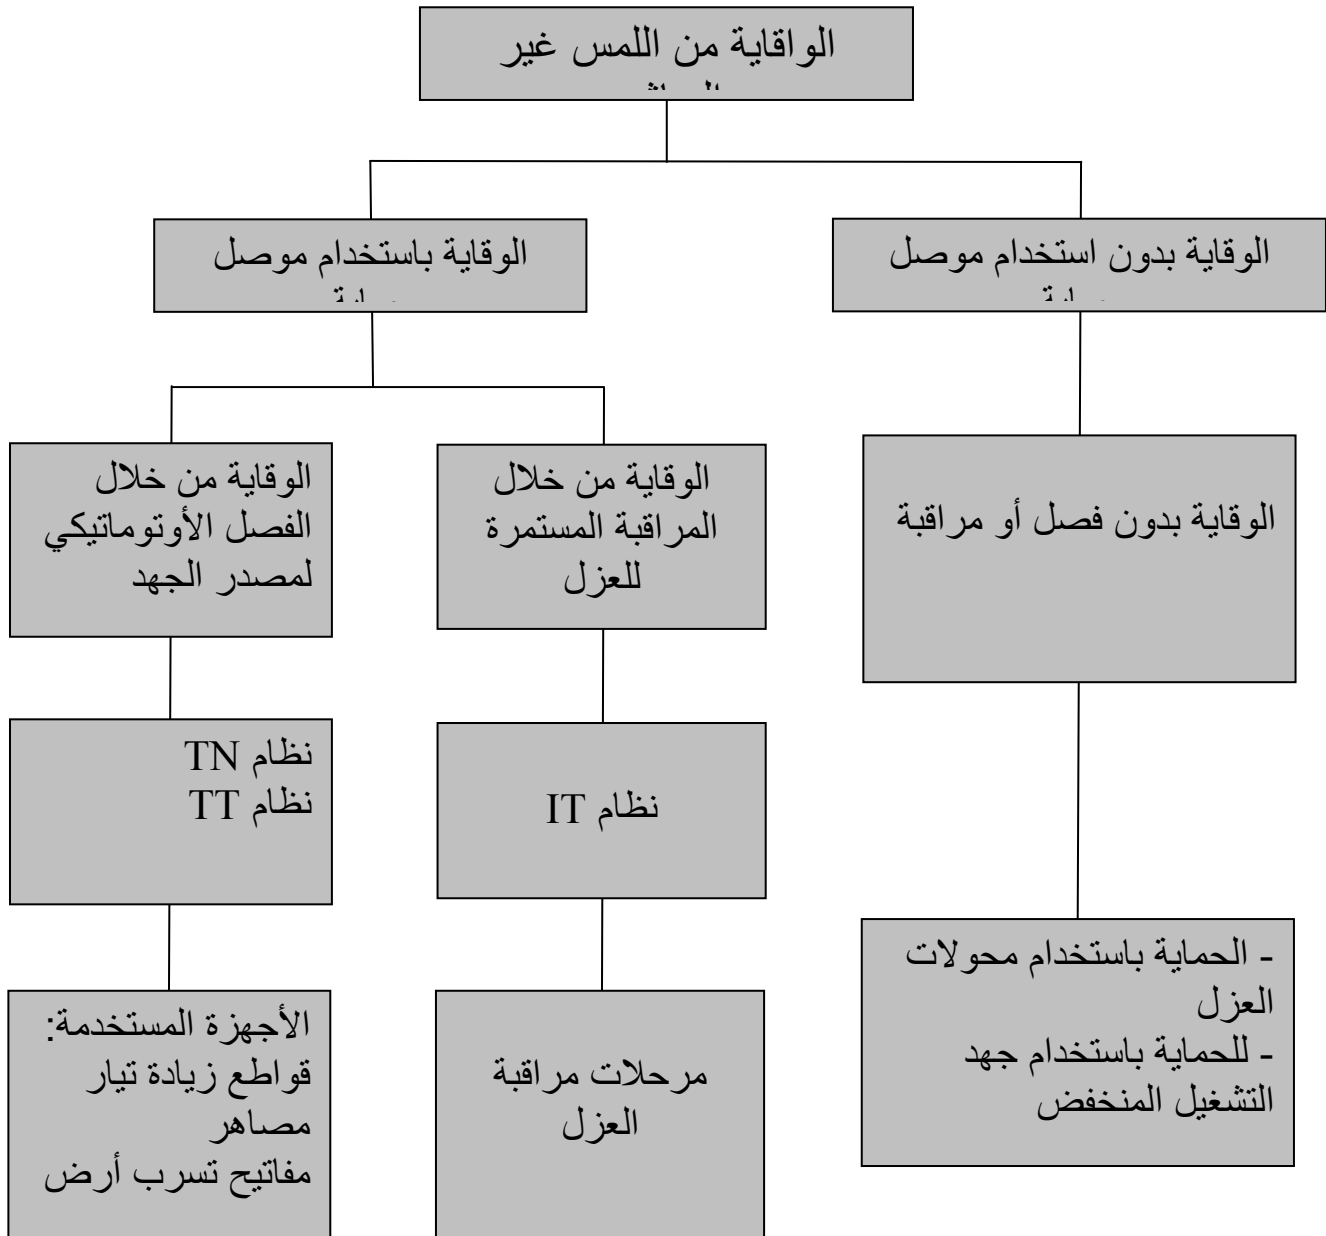 الواقاية من اللمس غير
الوقاية باستخدام موصل
الوقاية بدون استخدام موصل
الوقاية من خلال
الفصل الأوتوماتيكي
لمصدر الجهد
الوقاية من خلال
المراقبة المستمرة
للعزل
الوقاية بدون فصل أو مراقبة
نظام TN
نظام TT
نظام IT
- الحماية باستخدام محولات
العزل
- للحماية باستخدام جهد
التشغيل المنخفض
الأجهزة المستخدمة:
قواطع زيادة تيار
مصاهر
مفاتيح تسرب أرض
مرحلات مراقبة
العزل